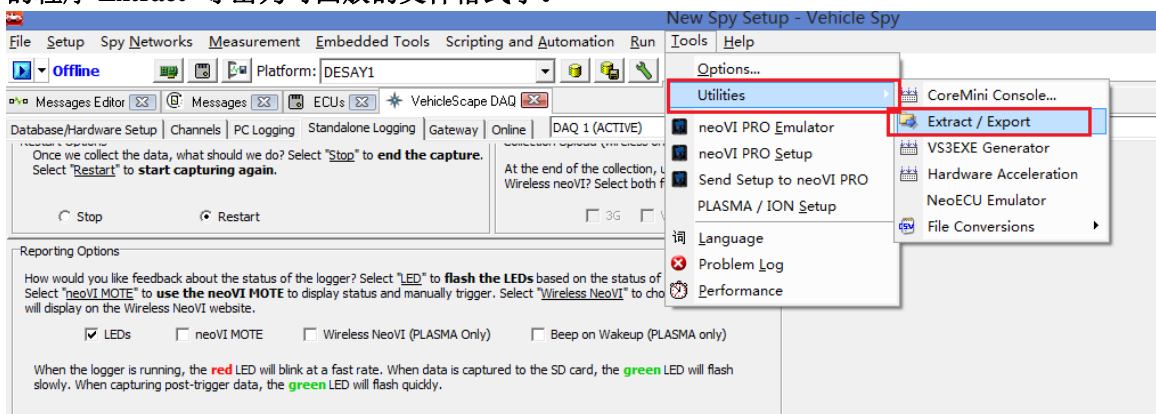 New Spy Setup - Vehicle Spy
File Setup Spy Networks Measurement Embedded Tools Scripting and Automation Run Tools Help
Offline Platform: DESAY1
Options...
Utilities
CoreMini Console...
Messages Editor Messages ECUs VehicleScape DAQ
neoVI PRO Emulator
Extract / Export
Database/Hardware Setup Channels PC Logging Standalone Logging Gateway Online DAQ 1 (ACTIVE)
neoVI PRO Setup
VS3EXE Generator
Once we collect the data, what should we do? Select "Stop" to end the capture.
Select "Restart" to start capturing again.
At the end of the collection,
Wireless neoVI? Select both
Send Setup to neoVI PRO
Hardware Acceleration
PLASMA / ION Setup
NeoECU Emulator
Stop Restart 3G
File Conversions
词 Language
Reporting Options
Problem Log
How would you like feedback about the status of the logger? Select "LED" to flash the LEDs based on the status of
Select "neoVI MOTE" to use the neoVI MOTE to display status and manually trigger. Select "Wireless NeoVI" to
will display on the Wireless NeoVI website.
Performance
LEDs neoVI MOTE Wireless NeoVI (PLASMA Only) Beep on Wakeup (PLASMA only)
When the logger is running, the red LED will blink at a fast rate. When data is captured to the SD card, the green LED will flash
slowly. When capturing post-trigger data, the green LED will flash quickly.